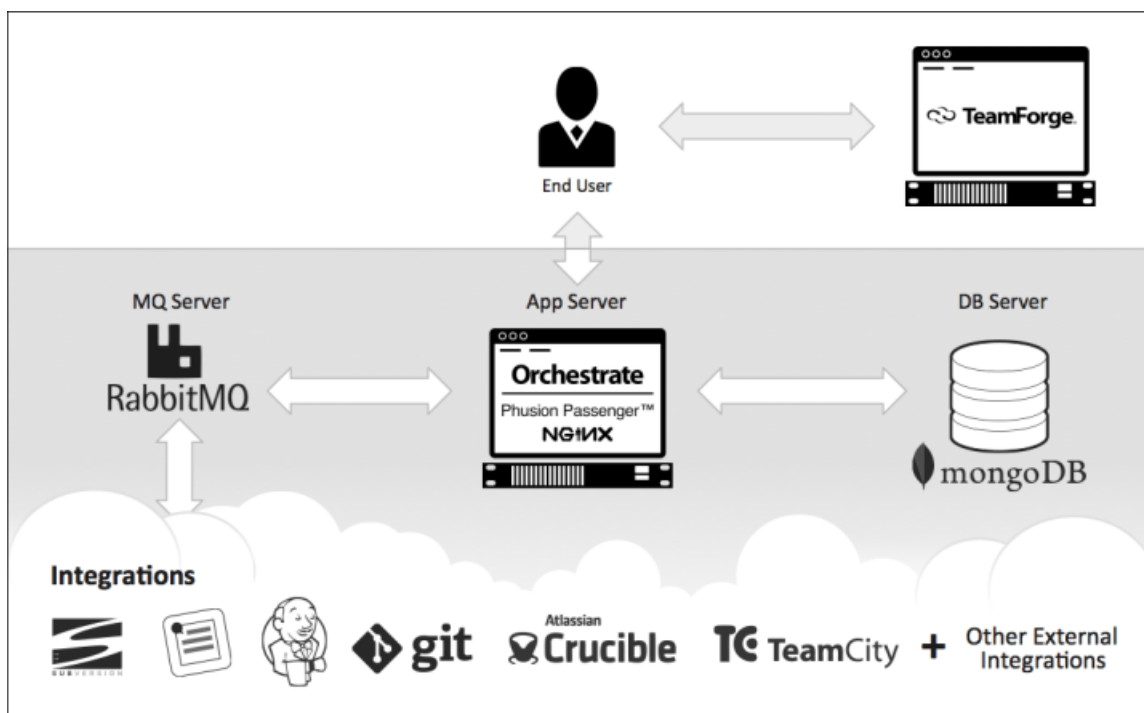 TeamForge.
End User
MQ Server
App Server
DB Server
RabbitMQ
Orchestrate
Phusion Passenger™
NGINX
mongoDB
Integrations
SUBVERSION
git
Atlassian
Crucible
TC TeamCity
+
Other External
Integrations